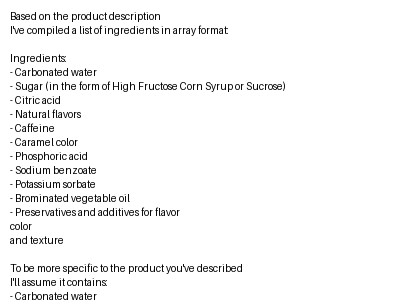 Based on the product description
I've compiled a list of ingredients in array format:
Ingredients:
- Carbonated water
- Sugar (in the form of High Fructose Corn Syrup or Sucrose)
- Citric acid
- Natural flavors
- Caffeine
- Caramel color
- Phosphoric acid
- Sodium benzoate
- Potassium sorbate
- Brominated vegetable oil
- Preservatives and additives for flavor
color
and texture
To be more specific to the product you've described
I'll assume it contains:
- Carbonated water